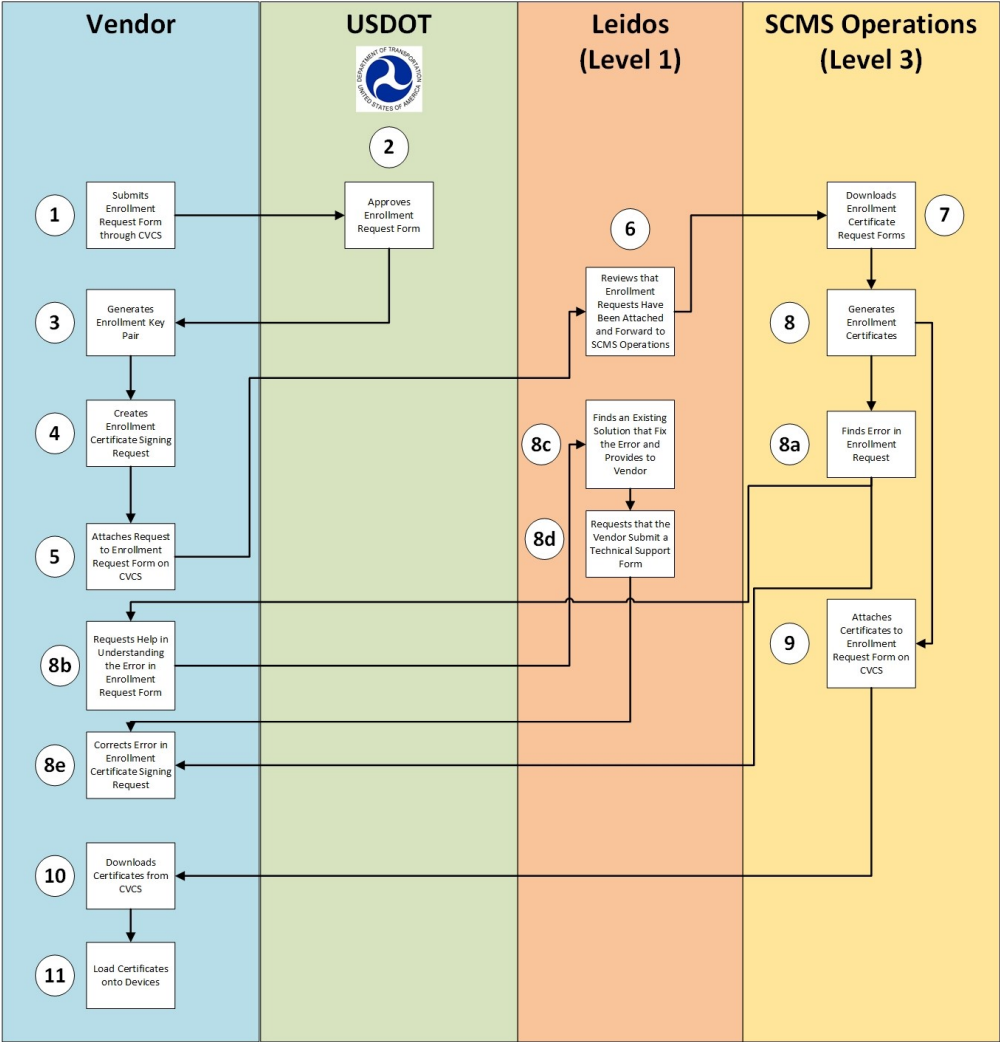 Vendor
USDOT
Leidos
(Level 1)
SCMS Operations
(Level 3)
DEPARTMENT OF TRANSPORTATION
UNITED STATES OF AMERICA
2
1
Submits
Enrollment
Request Form
through CVCS
Approves
Enrollment
Request Form
6
Downloads
Enrollment
Certificate
Request Forms
7
3
Generates
Enrollment Key
Pair
Reviews that
Enrollment
Requests Have
Been Attached
and Forward to
SCMS Operations
8
Generates
Enrollment
Certificates
4
Creates
Enrollment
Certificate Signing
Request
8c
Finds an Existing
Solution that Fix
the Error and
Provides to
Vendor
8a
Finds Error in
Enrollment
Request
5
Attaches Request
to Enrollment
Request Form on
CVCS
8d
Requests that the
Vendor Submit a
Technical Support
Form
8b
Requests Help in
Understanding
the Error in
Enrollment
Request Form
9
Attaches
Certificates to
Enrollment
Request Form on
CVCS
8e
Corrects Error in
Enrollment
Certificate Signing
Request
10
Downloads
Certificates from
CVCS
11
Load Certificates
onto Devices